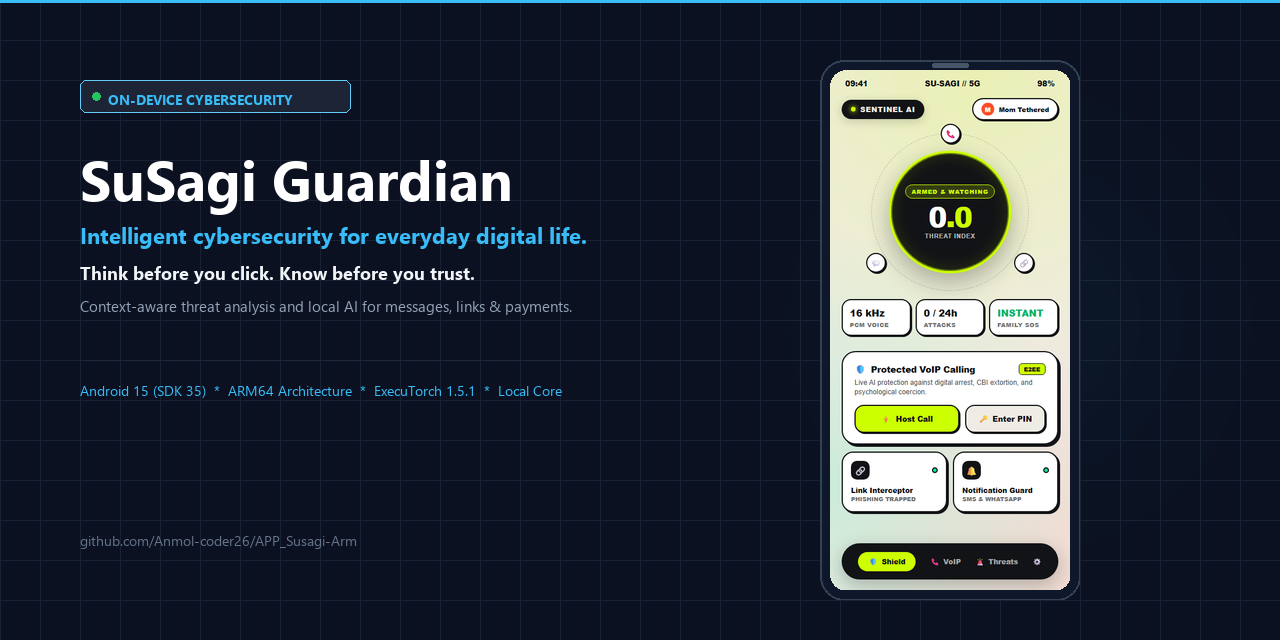 ON-DEVICE CYBERSECURITY
SuSagi Guardian
Intelligent cybersecurity for everyday digital life.
Think before you click. Know before you trust.
Context-aware threat analysis and local AI for messages, links & payments.
Android 15 (SDK 35) * ARM64 Architecture * ExecuTorch 1.5.1 * Local Core
github.com/Anmol-coder26/APP_Susagi-Arm
09:41 SU-SAGI // 5G 98%
SENTINEL AI
M Mom Tethered
ARMED & WATCHING
0.0
THREAT INDEX
16 kHz
PCM VOICE
0 / 24h
ATTACKS
INSTANT
FAMILY SOS
Protected VoIP Calling E2EE
Live AI protection against digital arrest, CBI extortion, and
psychological coercion.
Host Call
Enter PIN
Link Interceptor
PHISHING TRAPPED
Notification Guard
SMS & WHATSAPP
Shield VoIP Threats